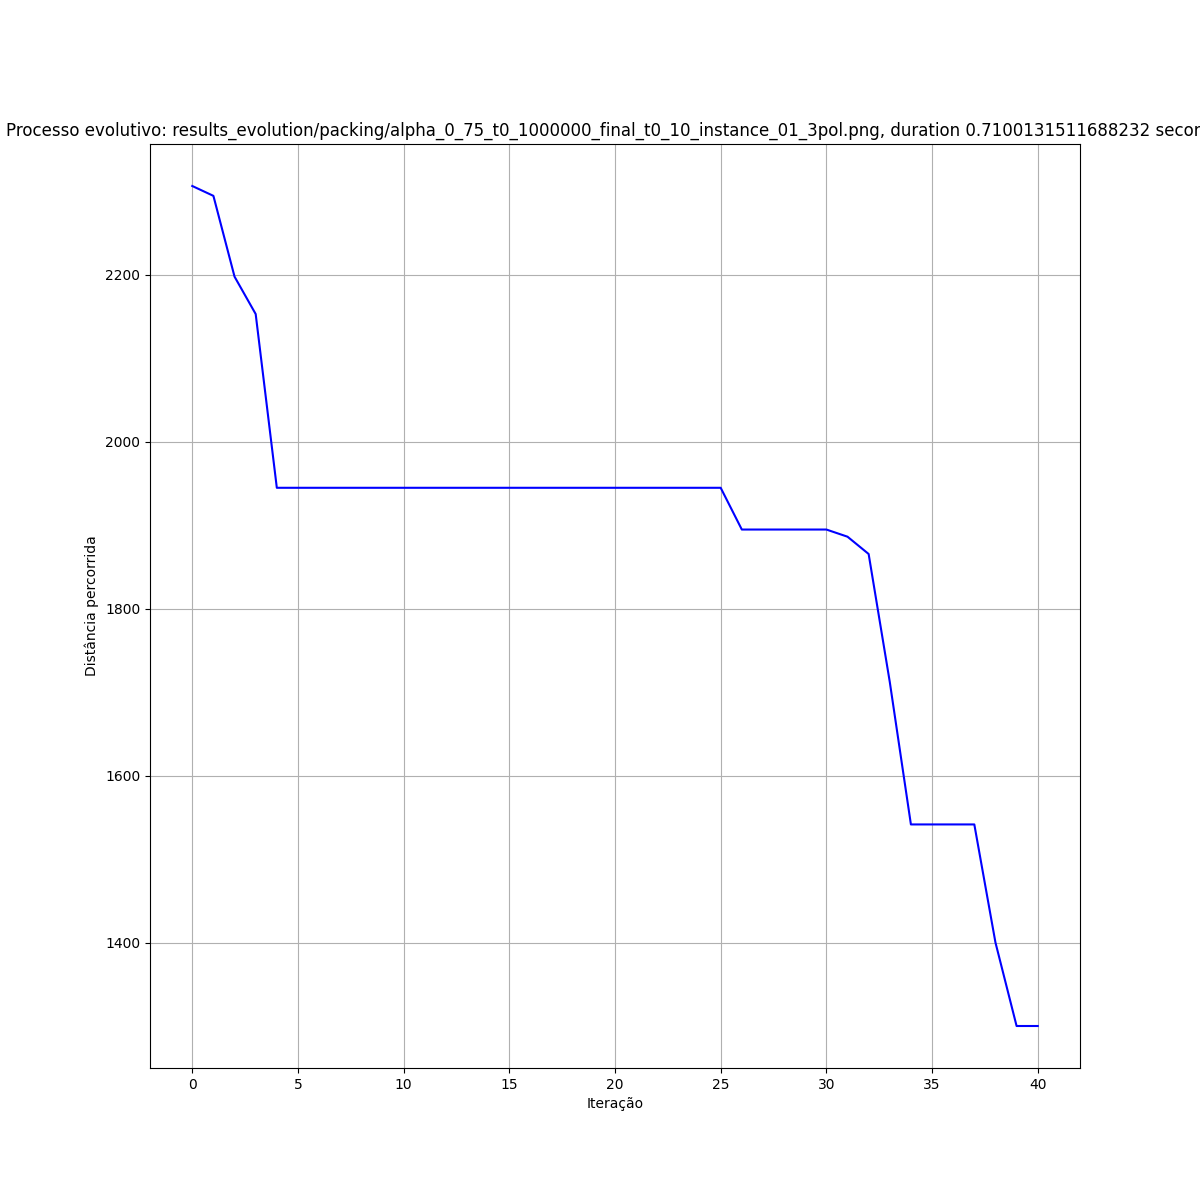 Processo evolutivo: results_evolution/packing/alpha_0_75_t0_1000000_final_t0_10_instance_01_3pol.png, duration 0.7100131511688232
2200
2000
1800
1600
1400
Distância percorrida
0 5 10 15 20 25 30 35 40
Iteração